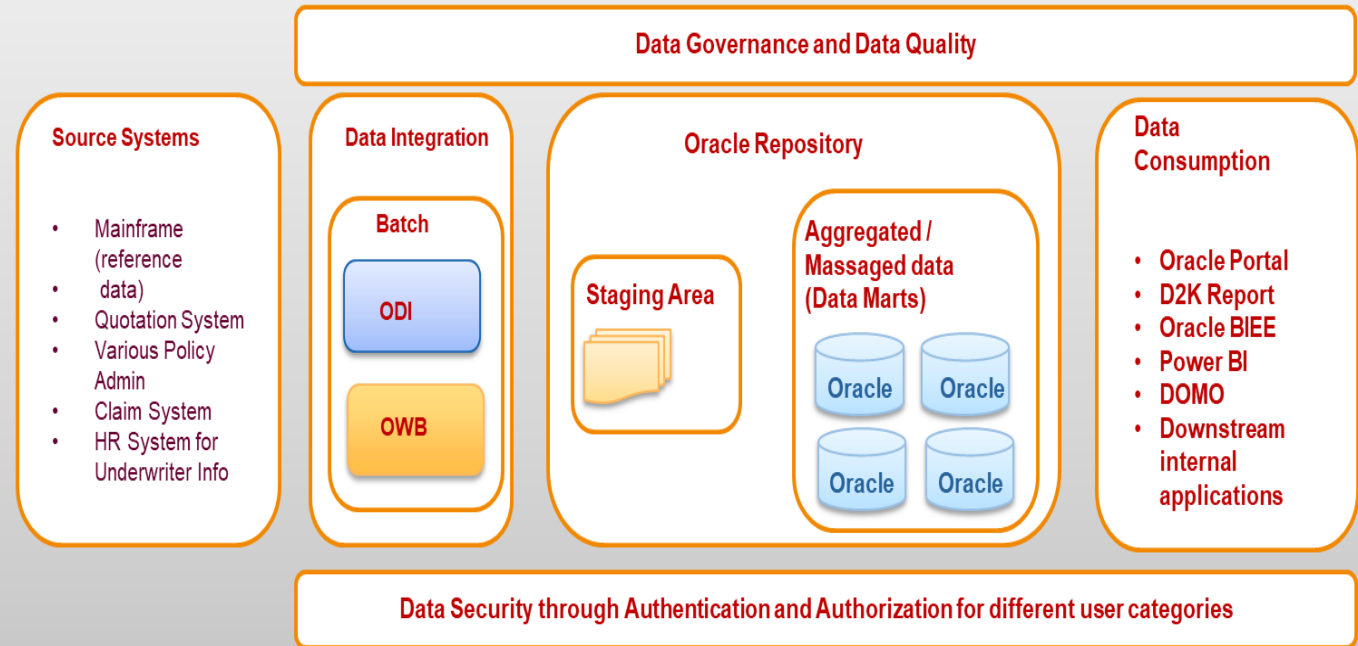 Data Governance and Data Quality
Source Systems
• Mainframe
(reference
• data)
• Quotation System
• Various Policy
Admin
• Claim System
• HR System for
Underwriter Info
Data Integration
Batch
ODI
OWB
Oracle Repository
Staging Area
Aggregated /
Massaged data
(Data Marts)
Oracle
Oracle
Oracle
Oracle
Data
Consumption
• Oracle Portal
• D2K Report
• Oracle BIEE
• Power BI
• DOMO
• Downstream
internal
applications
Data Security through Authentication and Authorization for different user categories